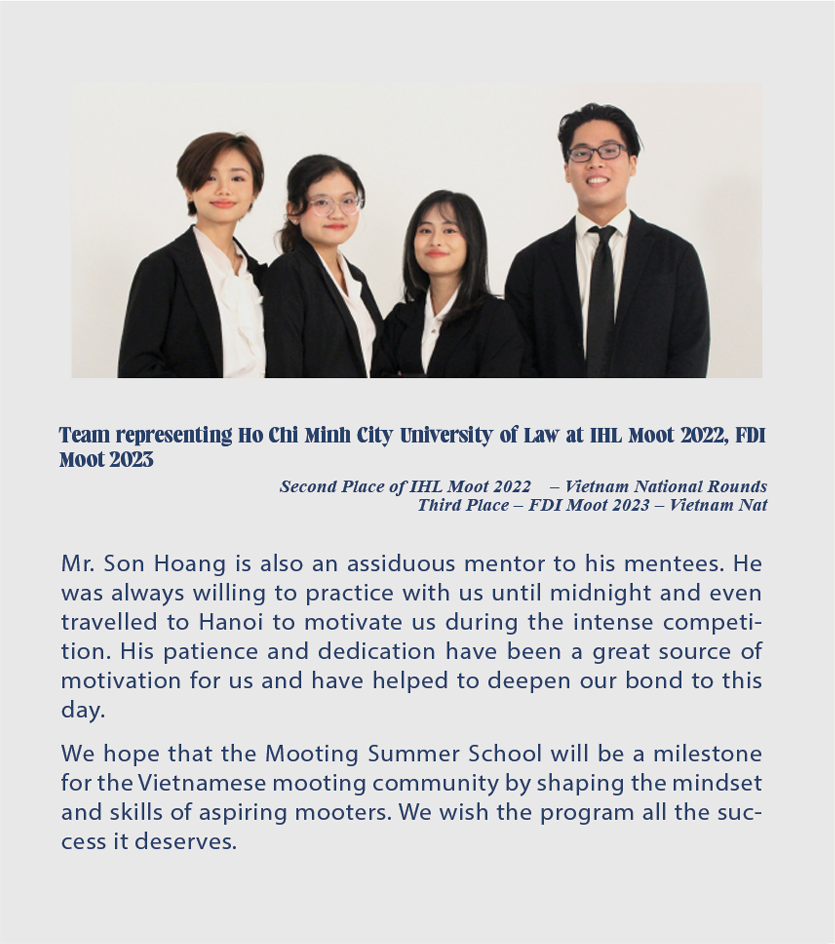 Team representing Ho Chi Minh City University of Law at IHL Moot 2022, FDI
Moot 2023
Second Place of IHL Moot 2022 – Vietnam National Rounds
Third Place – FDI Moot 2023 – Vietnam Nat
Mr. Son Hoang is also an assiduous mentor to his mentees. He
was always willing to practice with us until midnight and even
travelled to Hanoi to motivate us during the intense competi-
tion. His patience and dedication have been a great source of
motivation for us and have helped to deepen our bond to this
day.
We hope that the Mooting Summer School will be a milestone
for the Vietnamese mooting community by shaping the mindset
and skills of aspiring mooters. We wish the program all the suc-
cess it deserves.